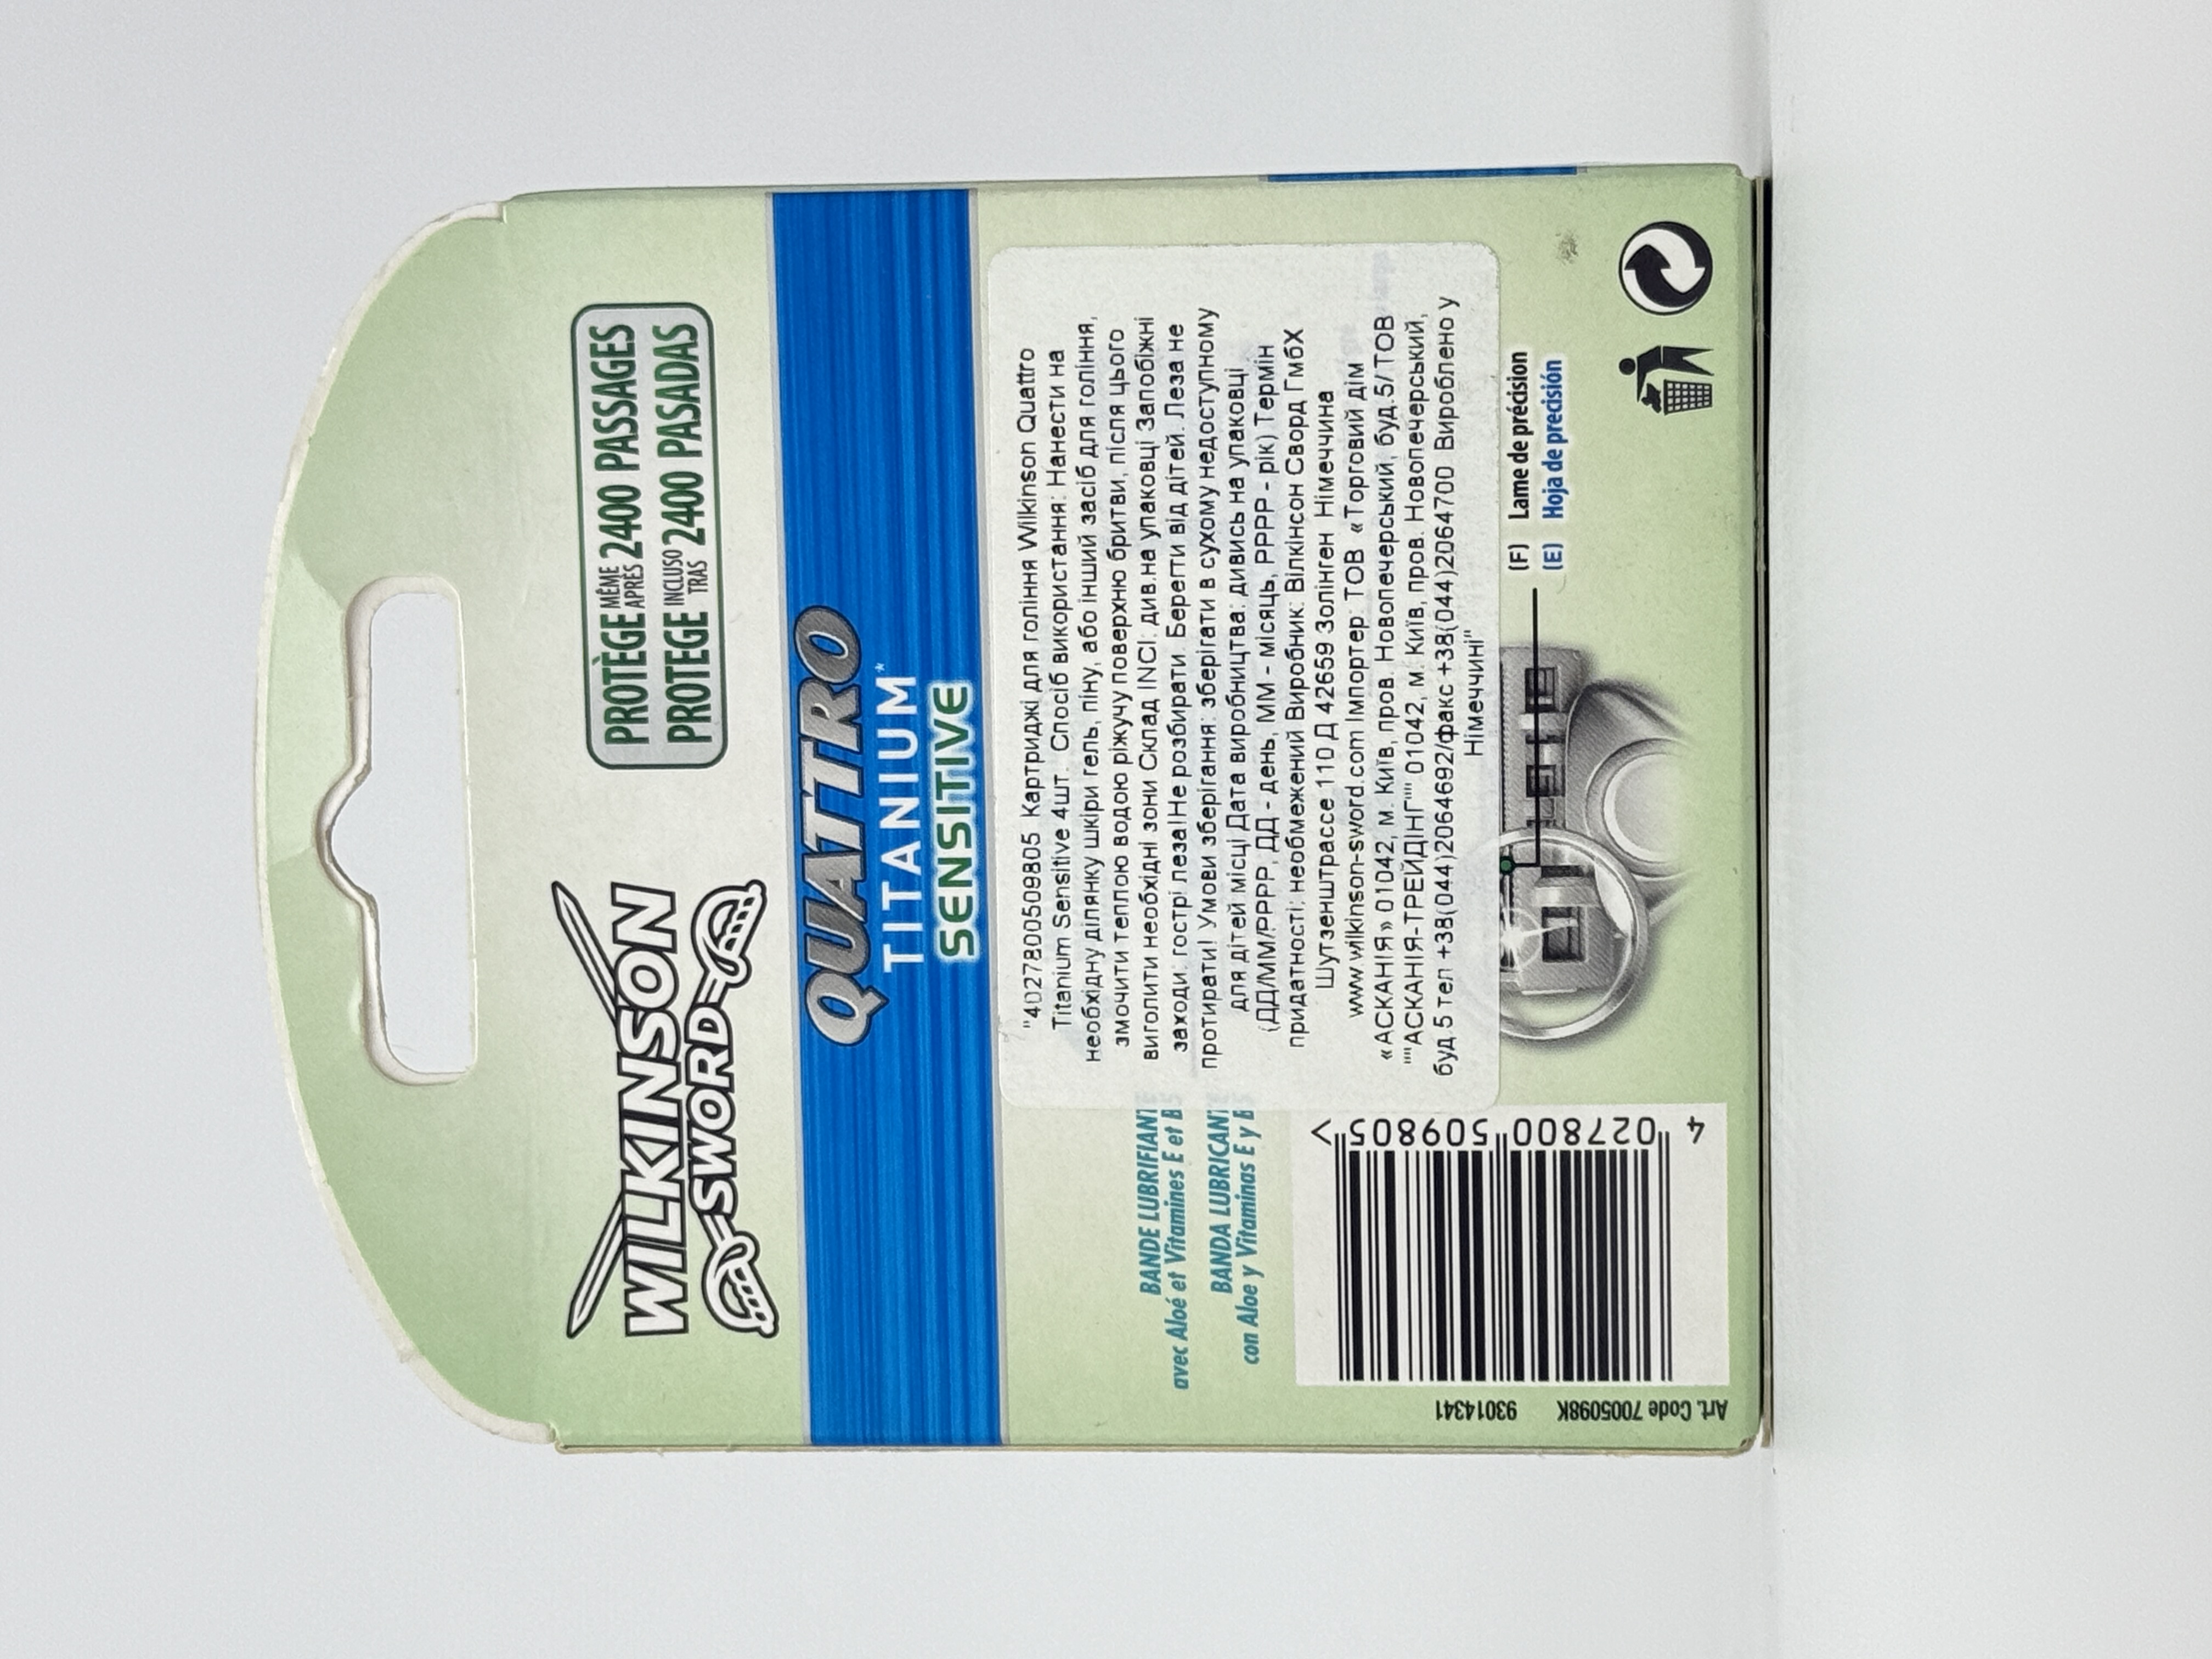 PROTÈGE MÊME APRÈS 2400 PASSAGES
PROTEGE INCLUSO TRAS 2400 PASADAS
WILKINSON
SWORD
QUATTRO
TITANIUM*
SENSITIVE
"4027800509805 Картриджі для гоління Wilkinson Quattro
Titanium Sensitive 4шт. Спосіб використання: Нанести на
необхідну ділянку шкіри гель, піну, або інший засіб для гоління,
змочити теплою водою ріжучу поверхню бритви, після цього
виголити необхідні зони Склад INCI: див.на упаковці Запобіжні
заходи: гострі леза!Не розбирати. Берегти від дітей. Леза не
протирати! Умови зберігання: зберігати в сухому недоступному
для дітей місці Дата виробництва: дивись на упаковці
(ДД/ММ/РРРР, ДД - день, ММ - місяць, РРРР - рік) Термін
придатності: необмежений Виробник: Вілкінсон Сворд ГмбХ
Шутзенштрассе 110 Д 42659 Золінген Німеччина
www.wilkinson-sword.com Імпортер: ТОВ «Торговий дім
«АСКАНІЯ» 01042, м. Київ, пров. Новопечерський, буд.5/ ТОВ
""АСКАНІЯ-ТРЕЙДІНГ"" 01042, м. Київ, пров. Новопечерський,
буд. 5 тел +38(044)2064692/факс +38(044)2064700 Вироблено у
Німеччині"
BANDE LUBRIFIANTE
avec Aloé et Vitamines E et B5
BANDA LUBRICANT
con Aloe y Vitaminas E y B5
(F) Lame de précision
(E) Hoja de precisión
4 027800 509805 >
Art. Code 7005098K 93014341